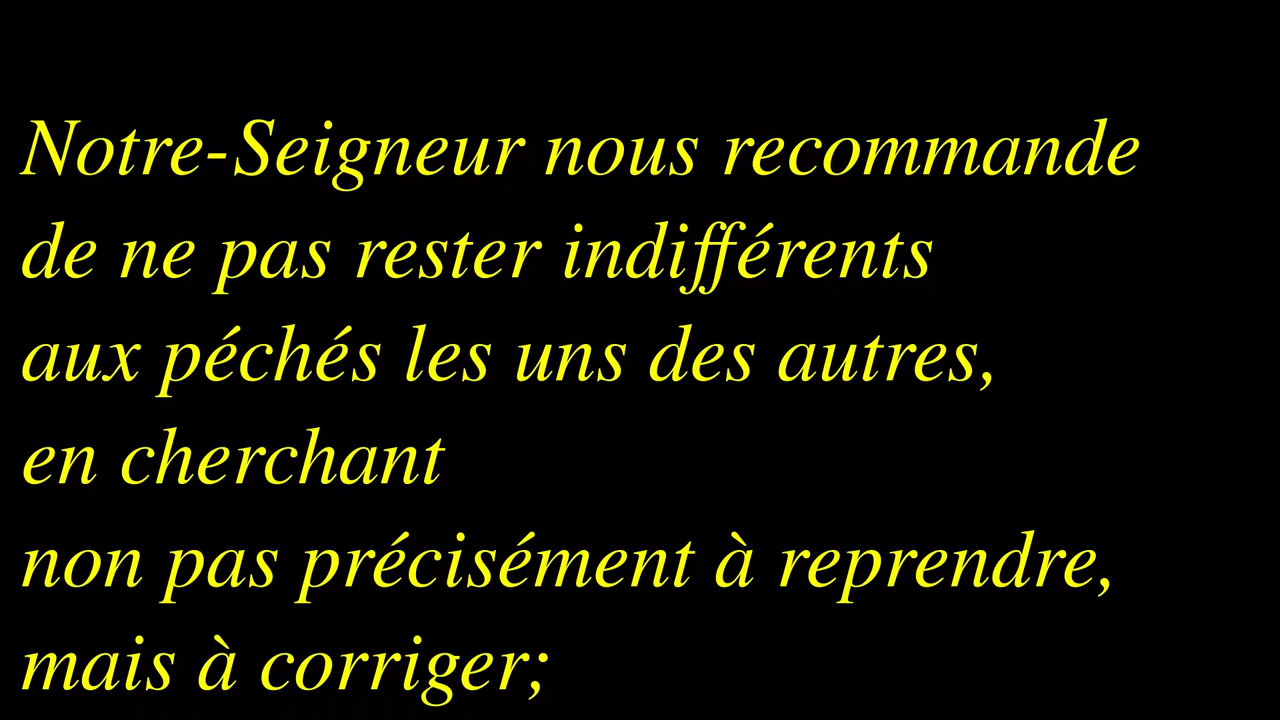 Notre-Seigneur nous recommande
de ne pas rester indifférents
aux péchés les uns des autres,
en cherchant
non pas précisément à reprendre,
mais à corriger;